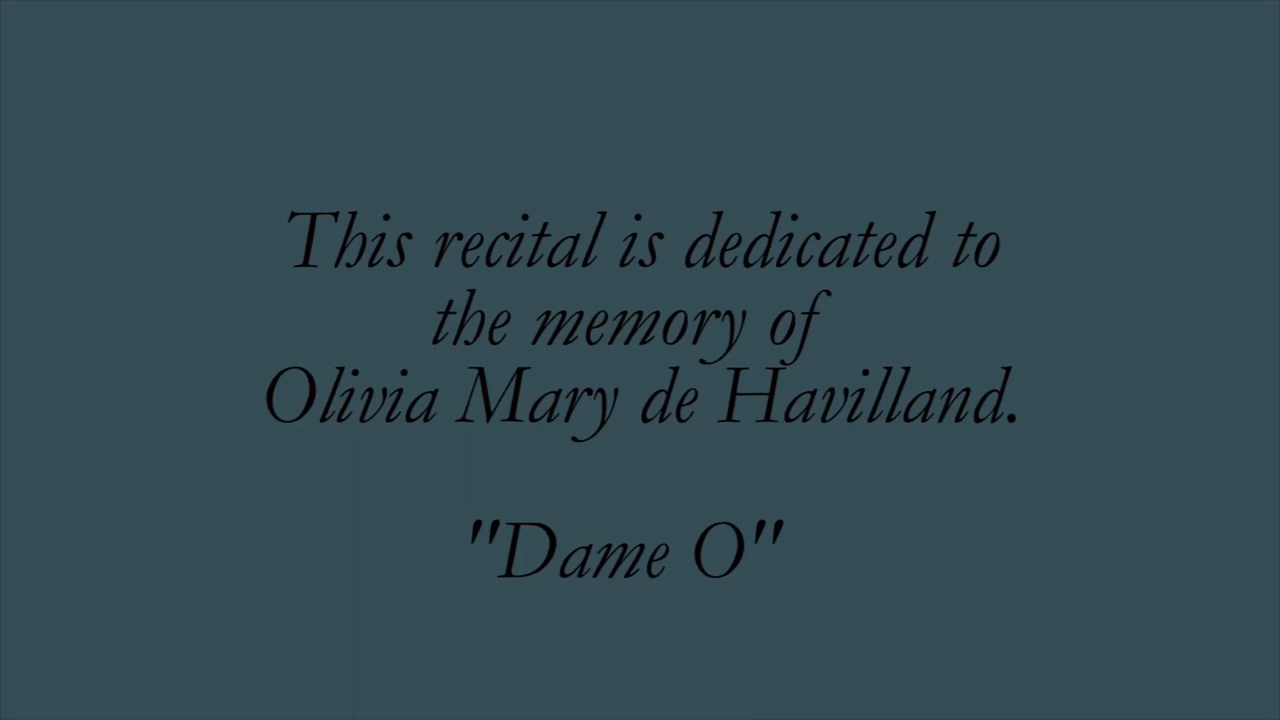 This recital is dedicated to
the memory of
Olivia Mary de Havilland.
"Dame O"